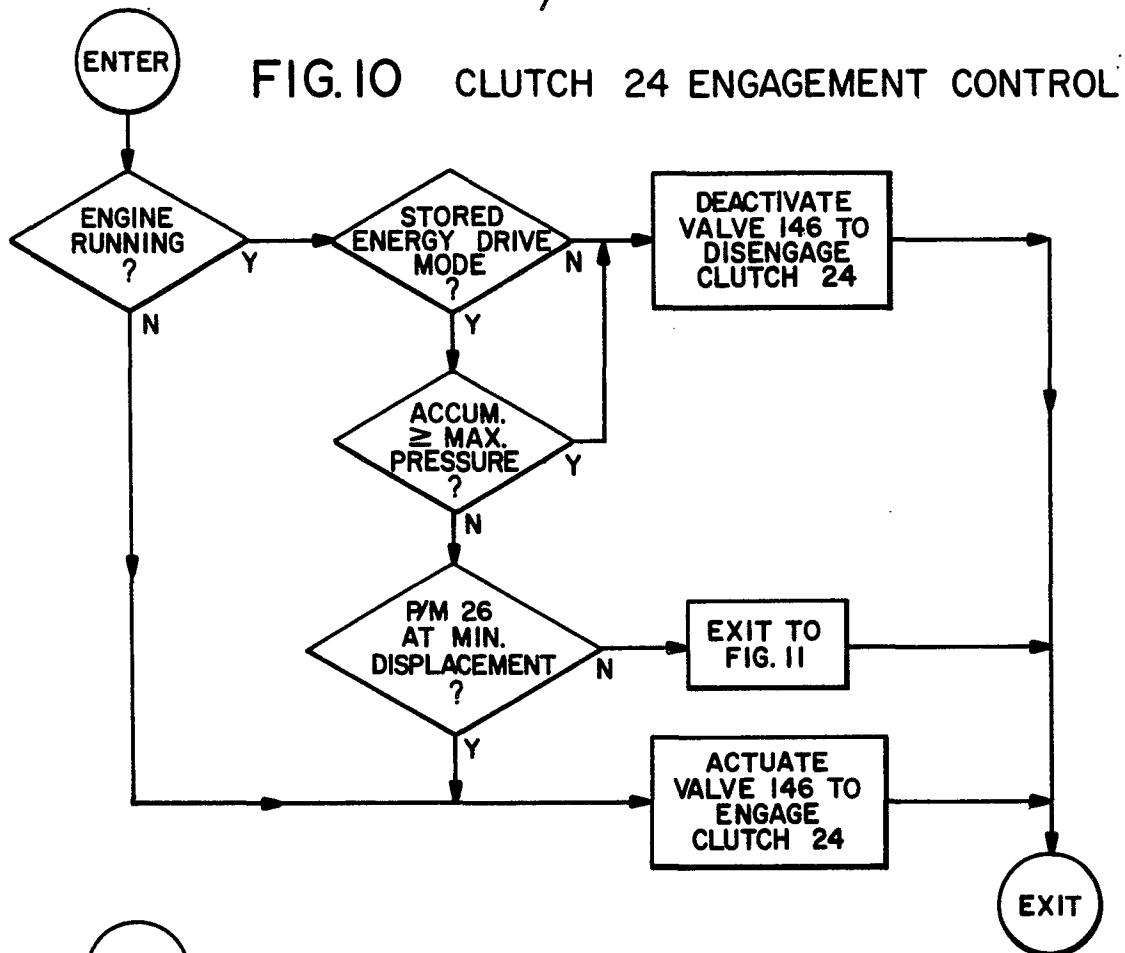 ENTER
FIG. 10 CLUTCH 24 ENGAGEMENT CONTROL
ENGINE
RUNNING
?
Y
N
STORED
ENERGY DRIVE
MODE
?
N
Y
DEACTIVATE
VALVE 146 TO
DISENGAGE
CLUTCH 24
ACCUM.
≥ MAX.
PRESSURE
?
Y
N
P/M 26
AT MIN.
DISPLACEMENT
?
N
Y
EXIT TO
FIG. 11
ACTUATE
VALVE 146 TO
ENGAGE
CLUTCH 24
EXIT